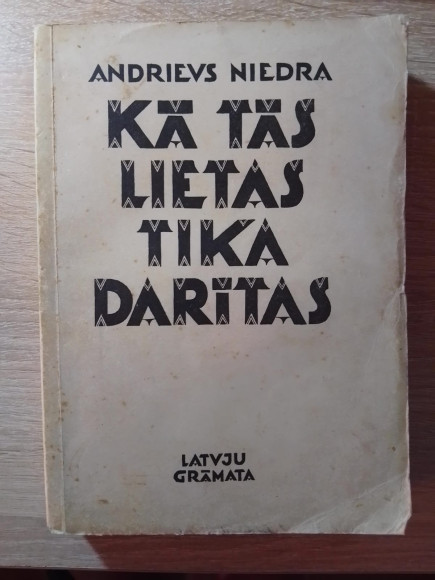 ANDRIEVS NIEDRA
KĀ TĀS
LIETAS
TIKA
DARĪTAS
LATVJU
GRĀMATA